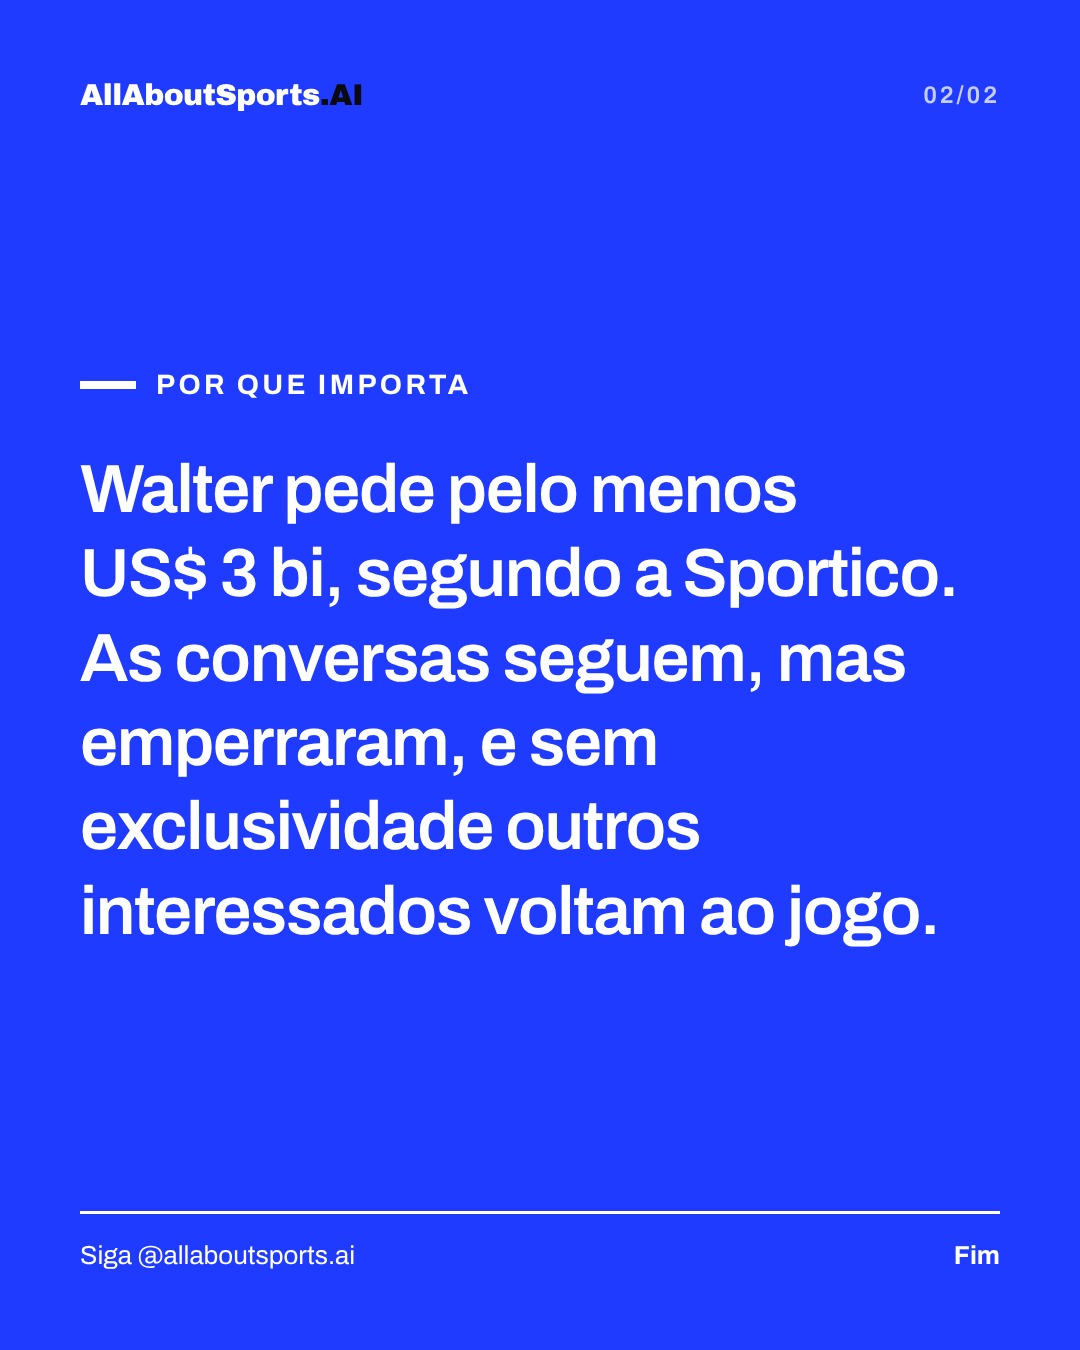 AllAboutSports.AI
02/02
POR QUE IMPORTA
Walter pede pelo menos
US$ 3 bi, segundo a Sportico.
As conversas seguem, mas
emperraram, e sem
exclusividade outros
interessados voltam ao jogo.
Siga @allaboutsports.ai
Fim